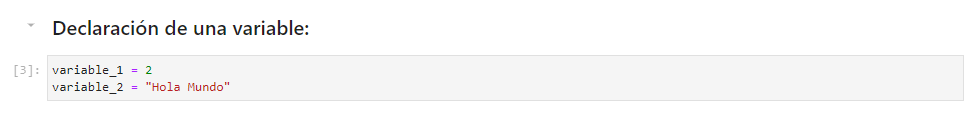 Declaración de una variable:
[3]: variable_1 = 2
variable_2 = "Hola Mundo"